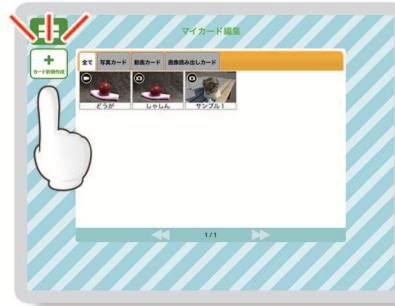 マイカード編集
カード新規作成
全て 写真カード 動画カード 画像読み出しカード
どうが しゃしん サンプル1
1/1